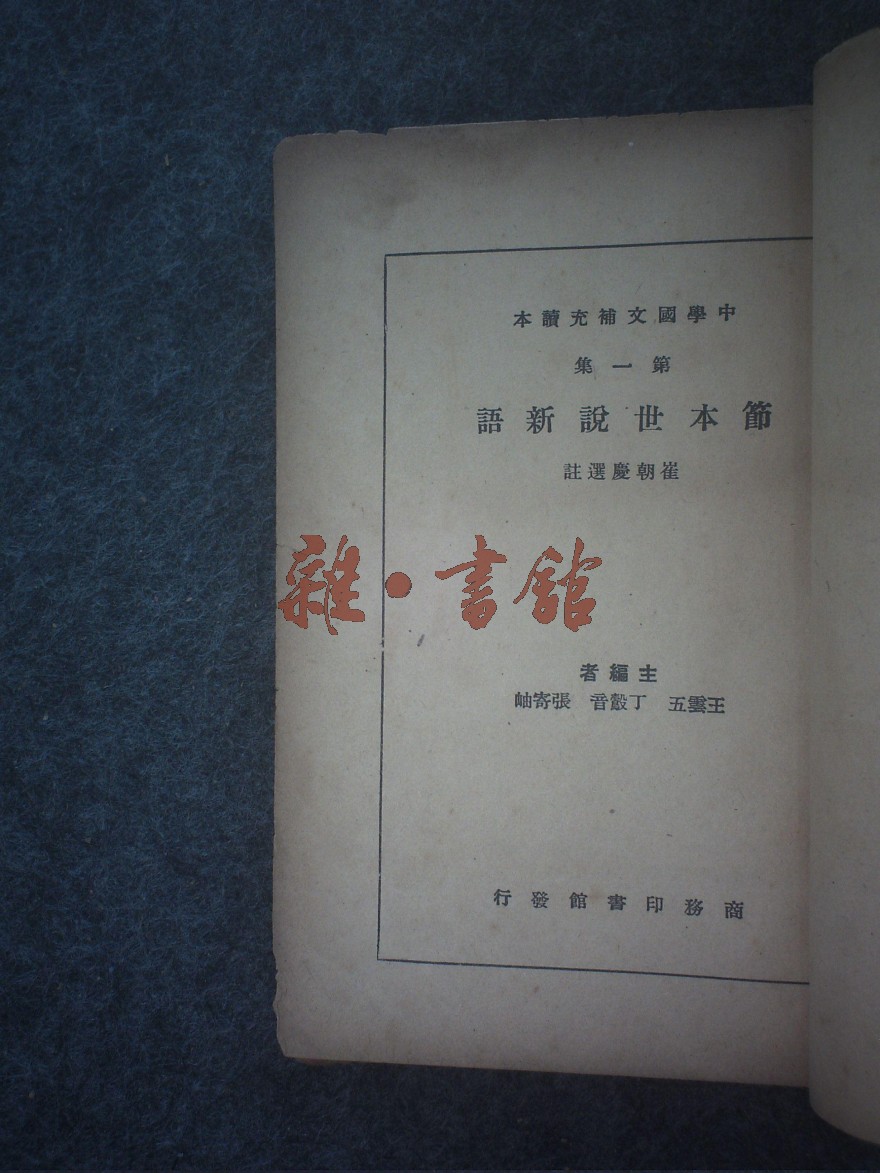 中學國文補充讀本
第一集
節本世說新語
崔朝慶選註
雜·書館
主編者
王雲五 丁瑴音 張寄岫
商務印書館發行